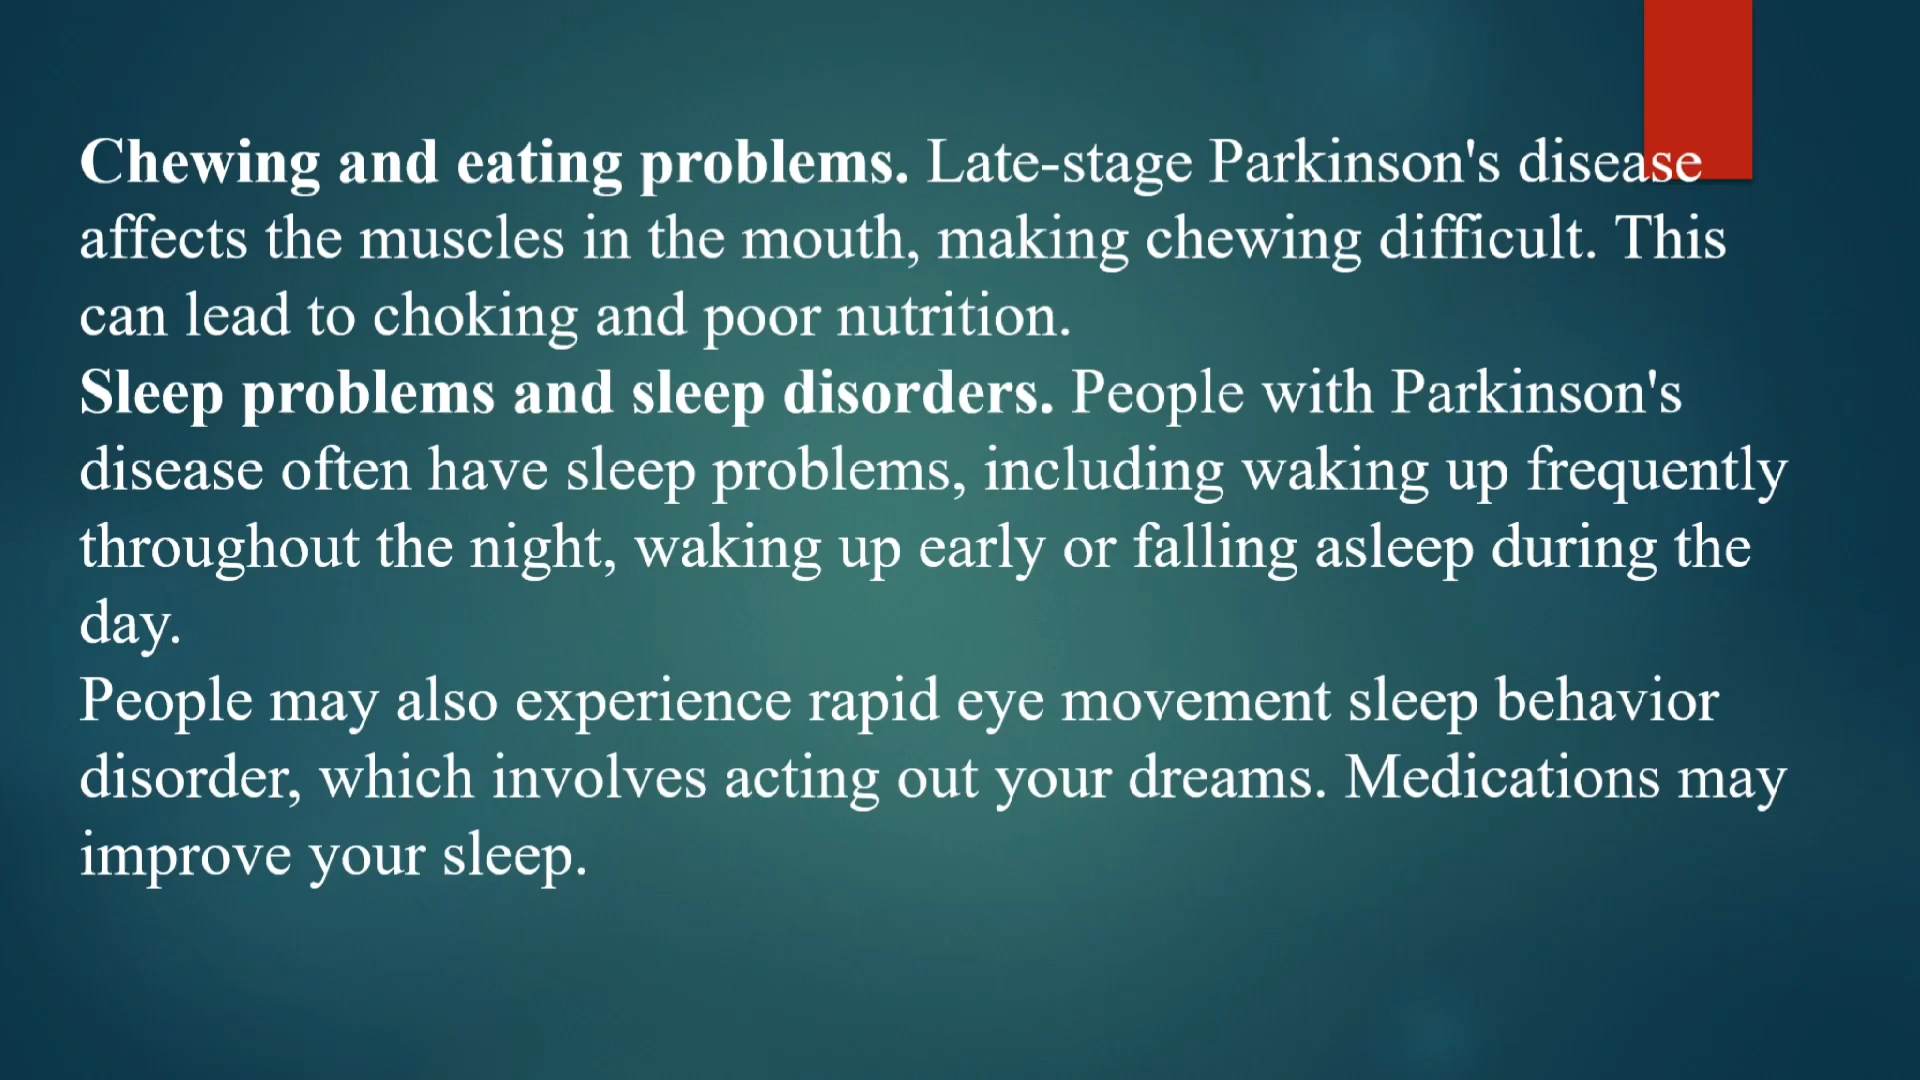 Chewing and eating problems. Late-stage Parkinson's disease
affects the muscles in the mouth, making chewing difficult. This
can lead to choking and poor nutrition.
Sleep problems and sleep disorders. People with Parkinson's
disease often have sleep problems, including waking up frequently
throughout the night, waking up early or falling asleep during the
day.
People may also experience rapid eye movement sleep behavior
disorder, which involves acting out your dreams. Medications may
improve your sleep.